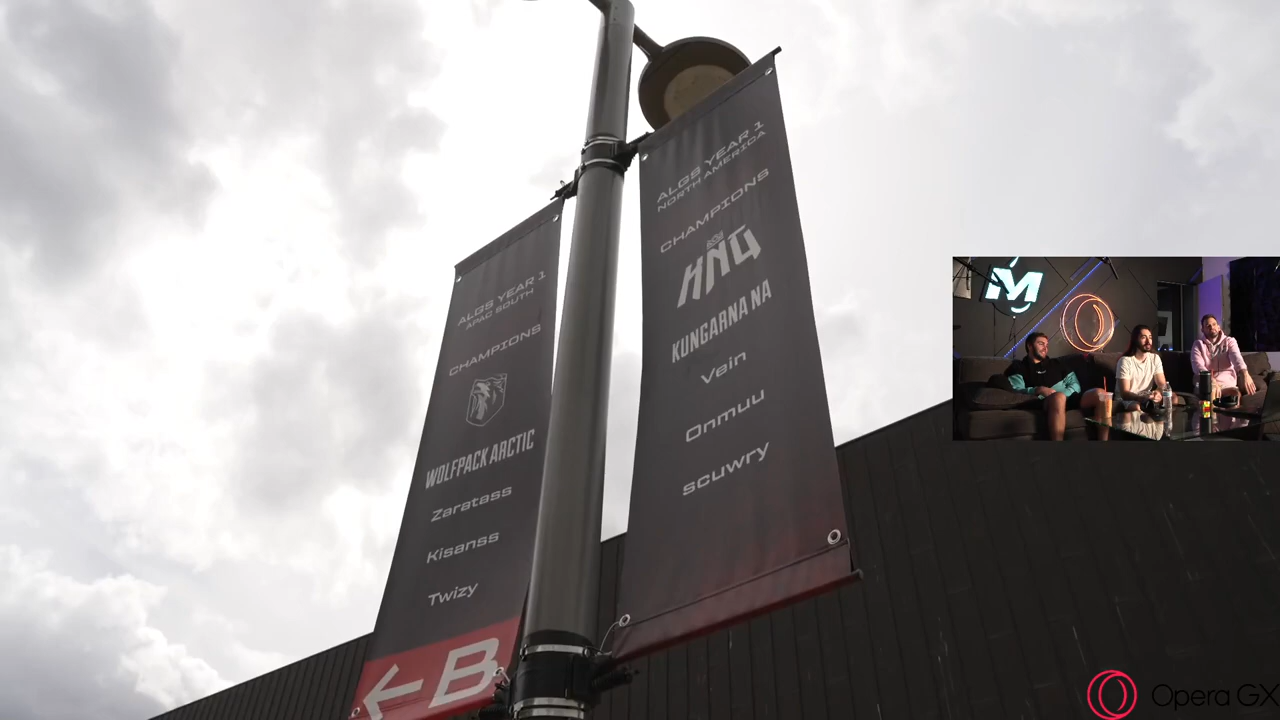 ALGS YEAR 1
APAC SOUTH
CHAMPIONS
WOLFPACK ARCTIC
Zaratass
Kisanss
Twizy
← B
ALGS YEAR 1
NORTH AMERICA
CHAMPIONS
KNG
KUNGARNA NA
Vein
Onmuu
scuwry
M
Opera GX